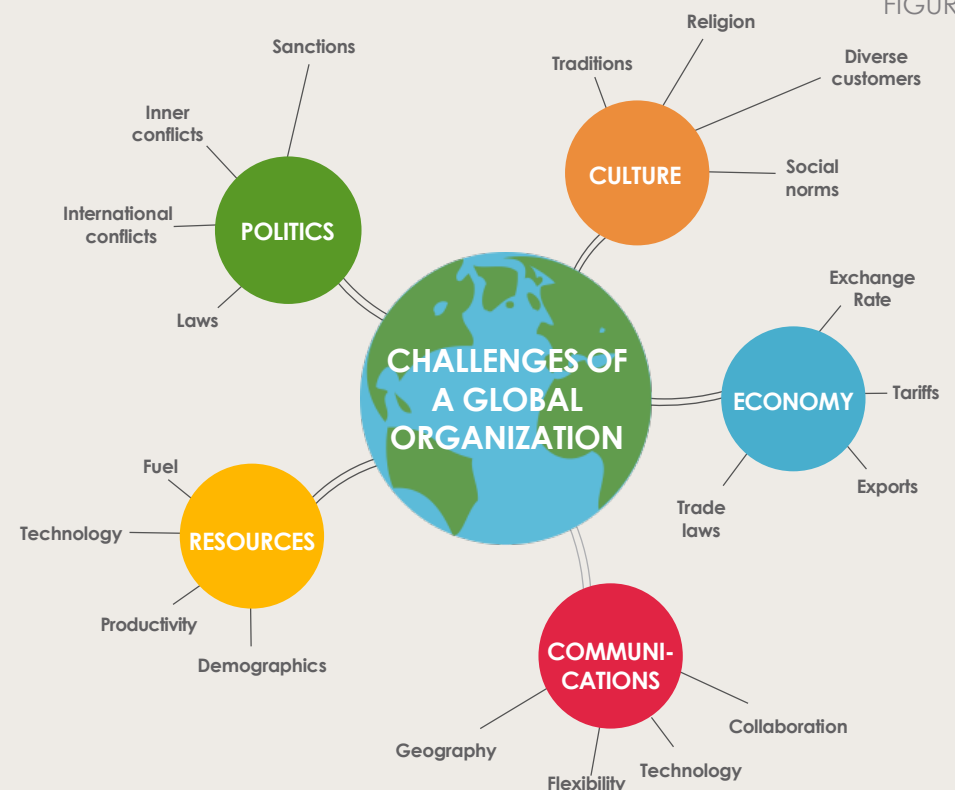 FIGUR
Religion
Sanctions
Traditions
Diverse
customers
Inner
conflicts
CULTURE
Social
norms
International
conflicts
POLITICS
Laws
Exchange
Rate
CHALLENGES OF
A GLOBAL
ORGANIZATION
ECONOMY
Tariffs
Exports
Trade
laws
Fuel
Technology
RESOURCES
Productivity
Demographics
COMMUNI-
CATIONS
Collaboration
Geography
Technology
Flexibility